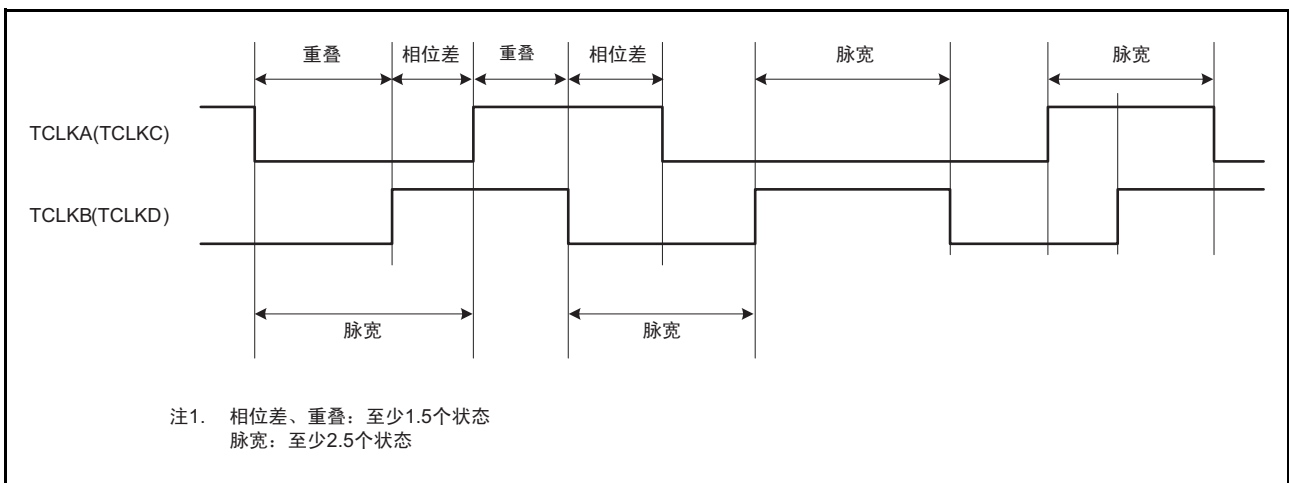 重叠
相位差
重叠
相位差
脉宽
脉宽
TCLKA(TCLKC)
TCLKB(TCLKD)
脉宽
脉宽
注1. 相位差、重叠：至少1.5个状态
脉宽：至少2.5个状态